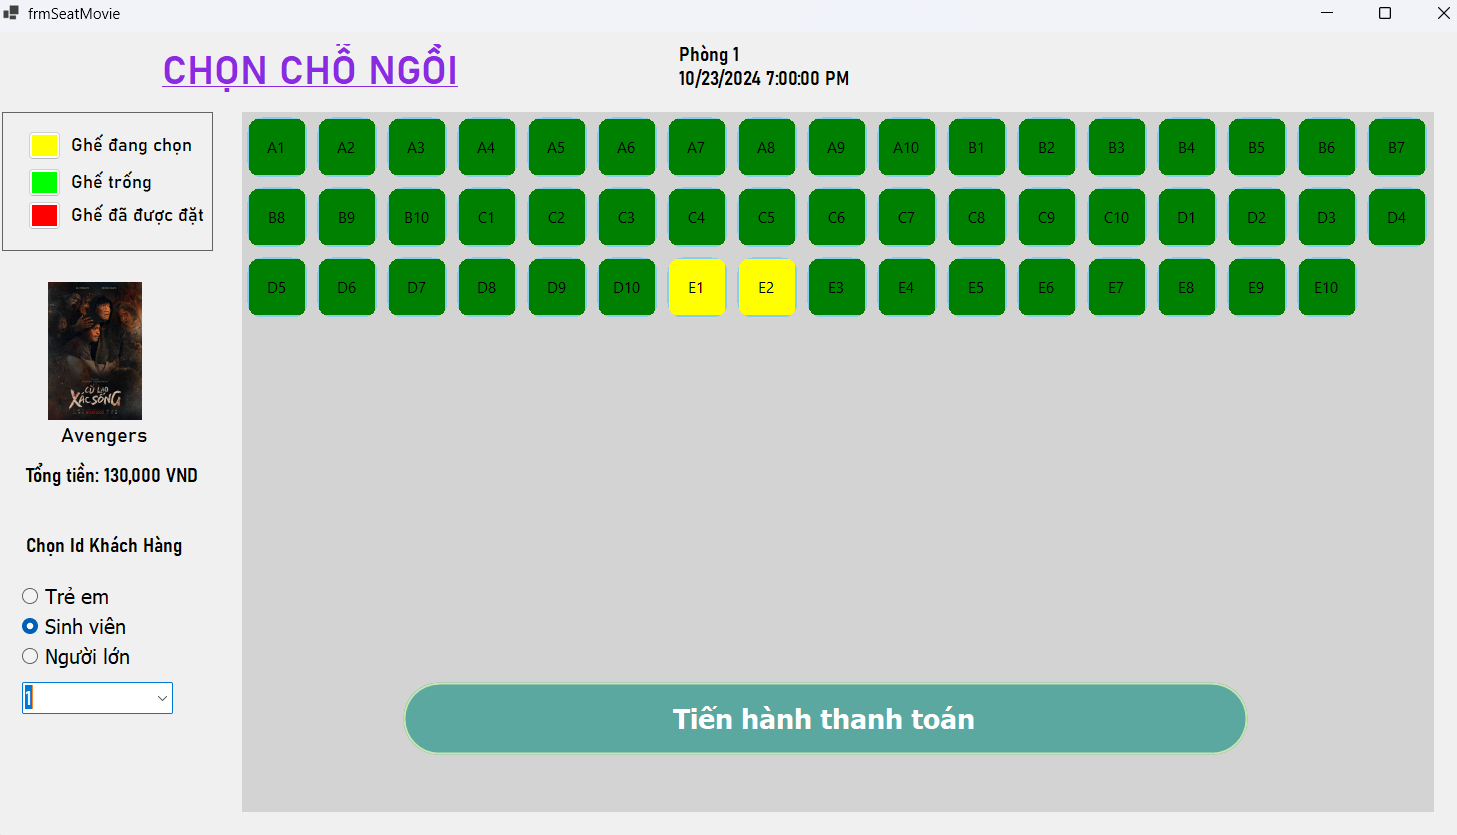 frmSeatMovie
CHỌN CHỖ NGỒI
Phòng 1
10/23/2024 7:00:00 PM
Ghế đang chọn
Ghế trống
Ghế đã được đặt
A1 A2 A3 A4 A5 A6 A7 A8 A9 A10 B1 B2 B3 B4 B5 B6 B7
B8 B9 B10 C1 C2 C3 C4 C5 C6 C7 C8 C9 C10 D1 D2 D3 D4
D5 D6 D7 D8 D9 D10 E1 E2 E3 E4 E5 E6 E7 E8 E9 E10
CÙ LAO
XÁC SỐNG
Avengers
Tổng tiền: 130,000 VND
Chọn Id Khách Hàng
Trẻ em
Sinh viên
Người lớn
1
Tiến hành thanh toán